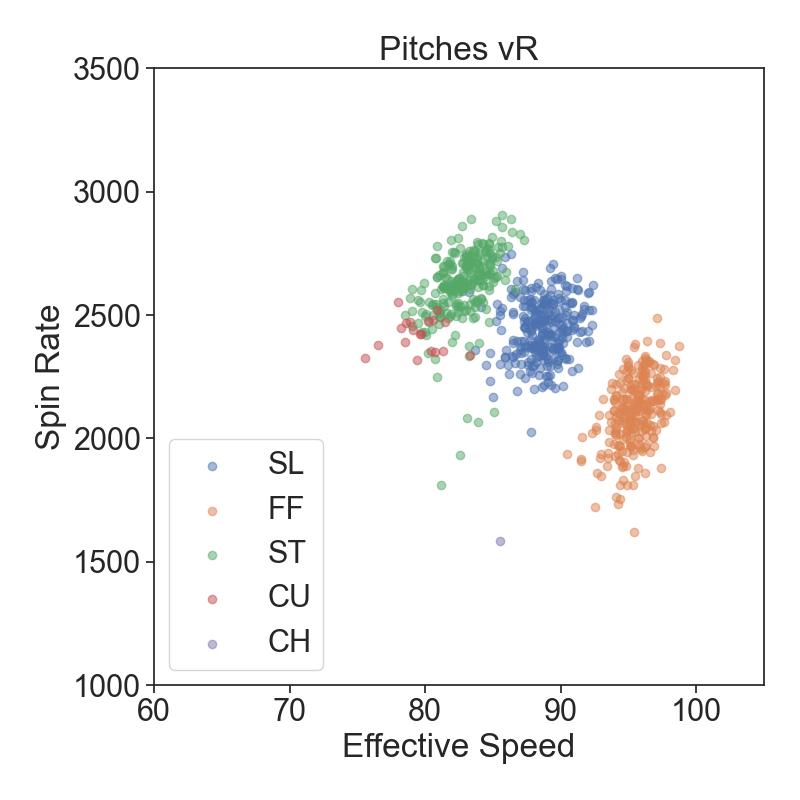 Pitches vR
3500
3000
2500
2000
1500
1000
Spin Rate
SL
FF
ST
CU
CH
60 70 80 90 100
Effective Speed